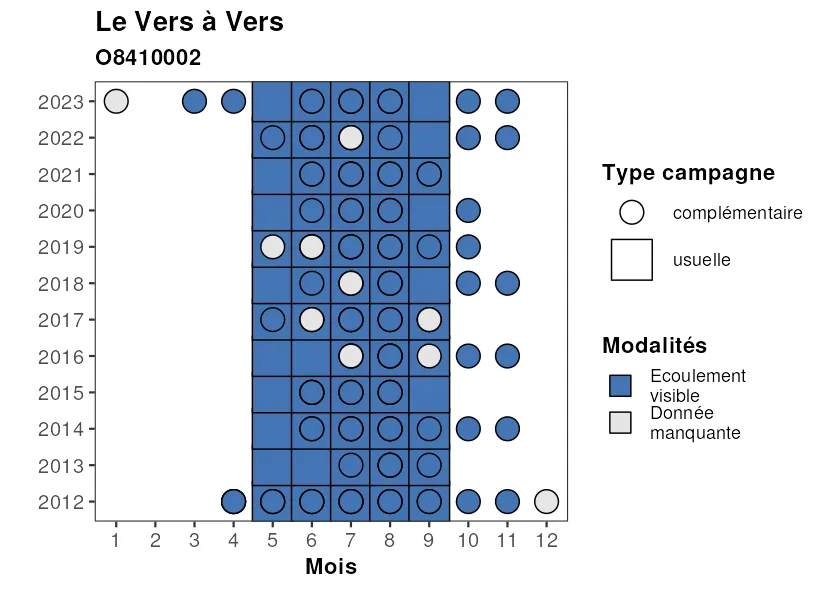 Le Vers à Vers
O8410002
2023
2022
2021
2020
2019
2018
2017
2016
2015
2014
2013
2012
1 2 3 4 5 6 7 8 9 10 11 12
Mois
Type campagne
complémentaire
usuelle
Modalités
Ecoulement
visible
Donnée
manquante